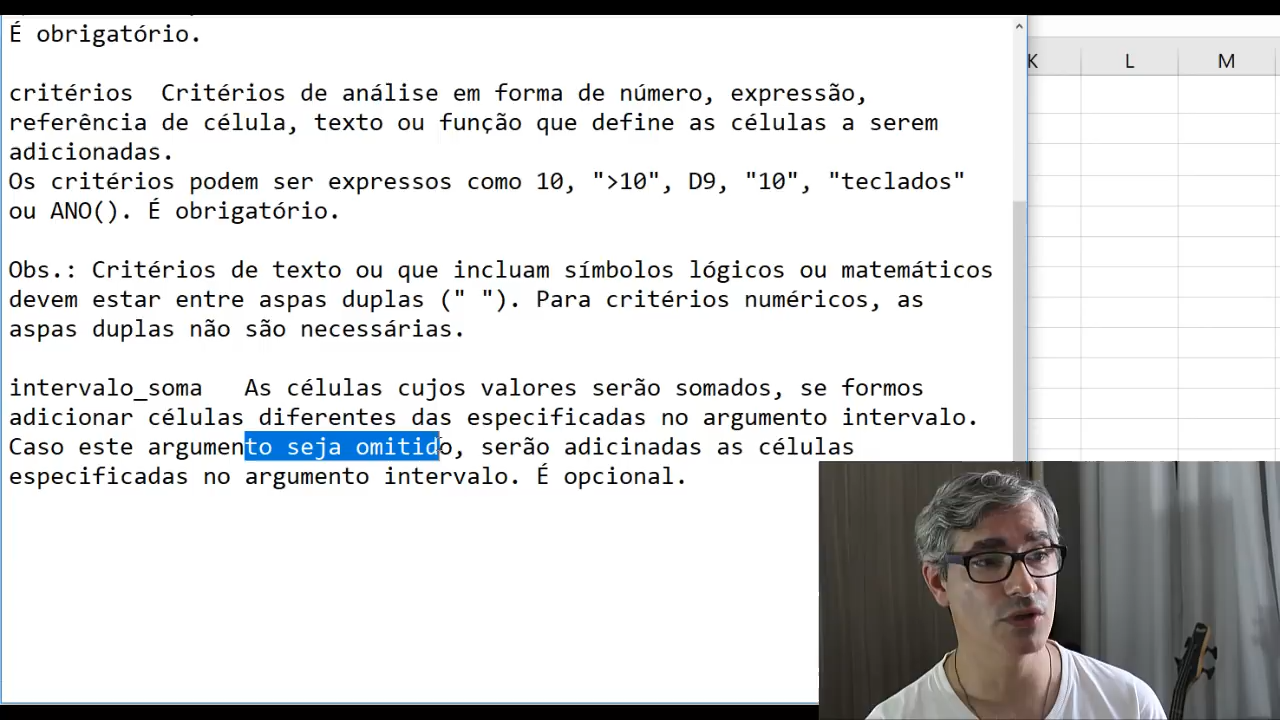 É obrigatório.
critérios  Critérios de análise em forma de número, expressão,
referência de célula, texto ou função que define as células a serem
adicionadas.
Os critérios podem ser expressos como 10, ">10", D9, "10", "teclados"
ou ANO(). É obrigatório.
Obs.: Critérios de texto ou que incluam símbolos lógicos ou matemáticos
devem estar entre aspas duplas (" "). Para critérios numéricos, as
aspas duplas não são necessárias.
intervalo_soma   As células cujos valores serão somados, se formos
adicionar células diferentes das especificadas no argumento intervalo.
Caso este argumento seja omitido, serão adicinadas as células
especificadas no argumento intervalo. É opcional.
K L M